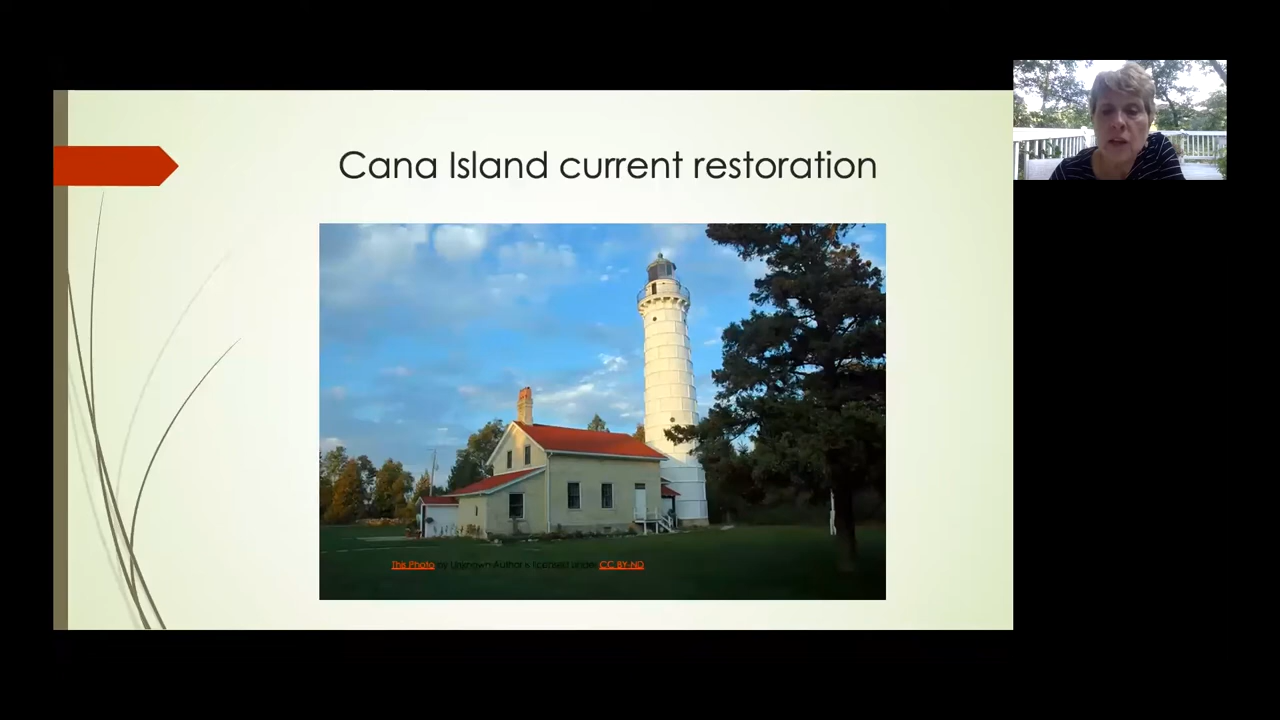 Cana Island current restoration
This Photo by Unknown Author is licensed under CC BY-ND